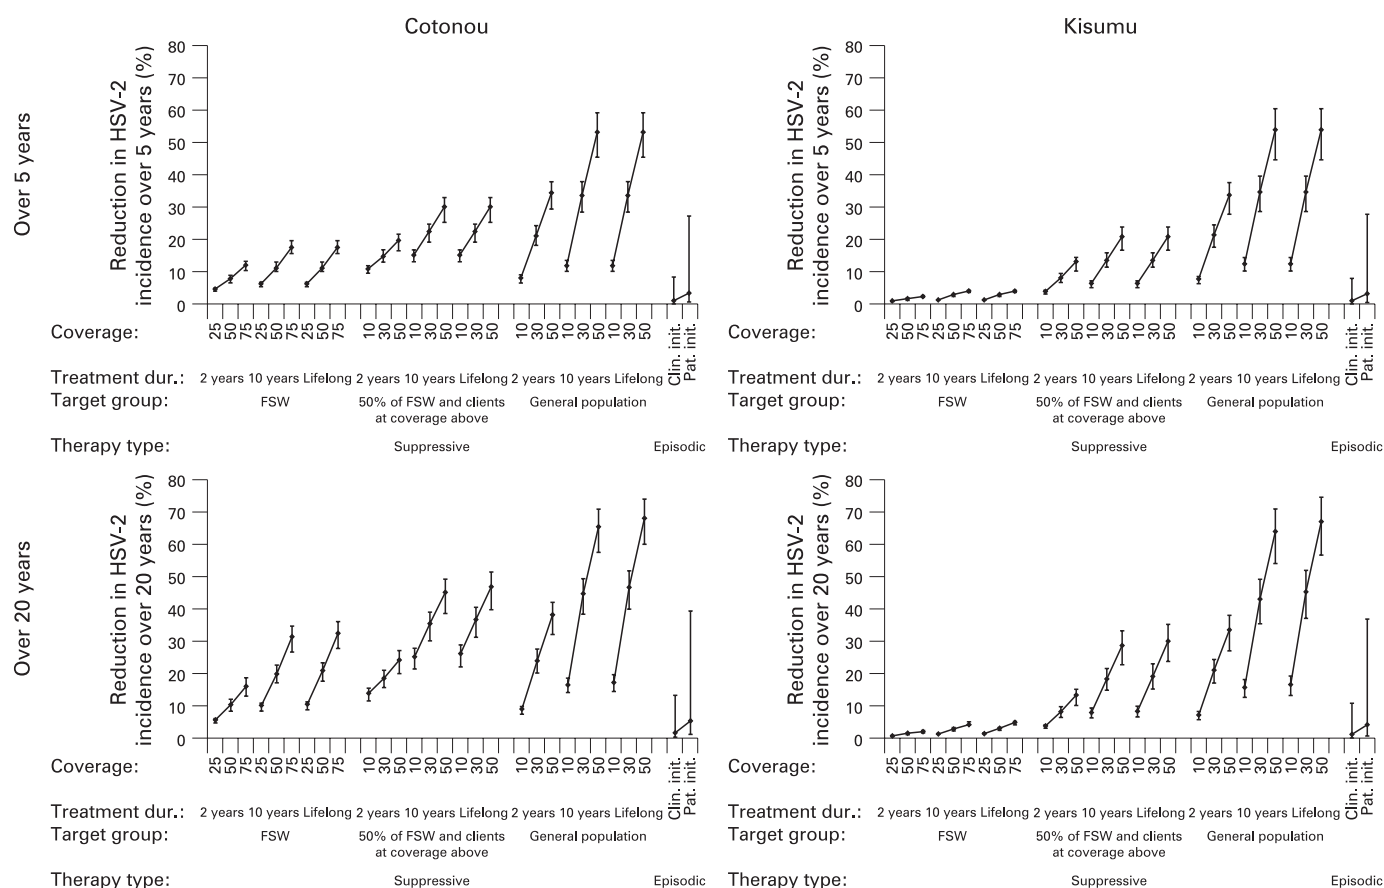 Cotonou
Over 5 years
Reduction in HSV-2
incidence over 5 years (%)
80
70
60
50
40
30
20
10
0
Coverage:
25 50 75 25 50 75 25 50 75 10 30 50 10 30 50 10 30 50 10 30 50 10 30 50 10 30 50 Clin. init. Pat. init.
Treatment dur.: 2 years 10 years Lifelong 2 years 10 years Lifelong 2 years 10 years Lifelong
Target group: FSW 50% of FSW and clients General population
at coverage above
Therapy type: Suppressive Episodic
Kisumu
Reduction in HSV-2
incidence over 5 years (%)
80
70
60
50
40
30
20
10
0
Coverage:
25 50 75 25 50 75 25 50 75 10 30 50 10 30 50 10 30 50 10 30 50 10 30 50 10 30 50 Clin. init. Pat. init.
Treatment dur.: 2 years 10 years Lifelong 2 years 10 years Lifelong 2 years 10 years Lifelong
Target group: FSW 50% of FSW and clients General population
at coverage above
Therapy type: Suppressive Episodic
Over 20 years
Reduction in HSV-2
incidence over 20 years (%)
80
70
60
50
40
30
20
10
0
Coverage:
25 50 75 25 50 75 25 50 75 10 30 50 10 30 50 10 30 50 10 30 50 10 30 50 10 30 50 Clin. init. Pat. init.
Treatment dur.: 2 years 10 years Lifelong 2 years 10 years Lifelong 2 years 10 years Lifelong
Target group: FSW 50% of FSW and clients General population
at coverage above
Therapy type: Suppressive Episodic
Reduction in HSV-2
incidence over 20 years (%)
80
70
60
50
40
30
20
10
0
Coverage:
25 50 75 25 50 75 25 50 75 10 30 50 10 30 50 10 30 50 10 30 50 10 30 50 10 30 50 Clin. init. Pat. init.
Treatment dur.: 2 years 10 years Lifelong 2 years 10 years Lifelong 2 years 10 years Lifelong
Target group: FSW 50% of FSW and clients General population
at coverage above
Therapy type: Suppressive Episodic